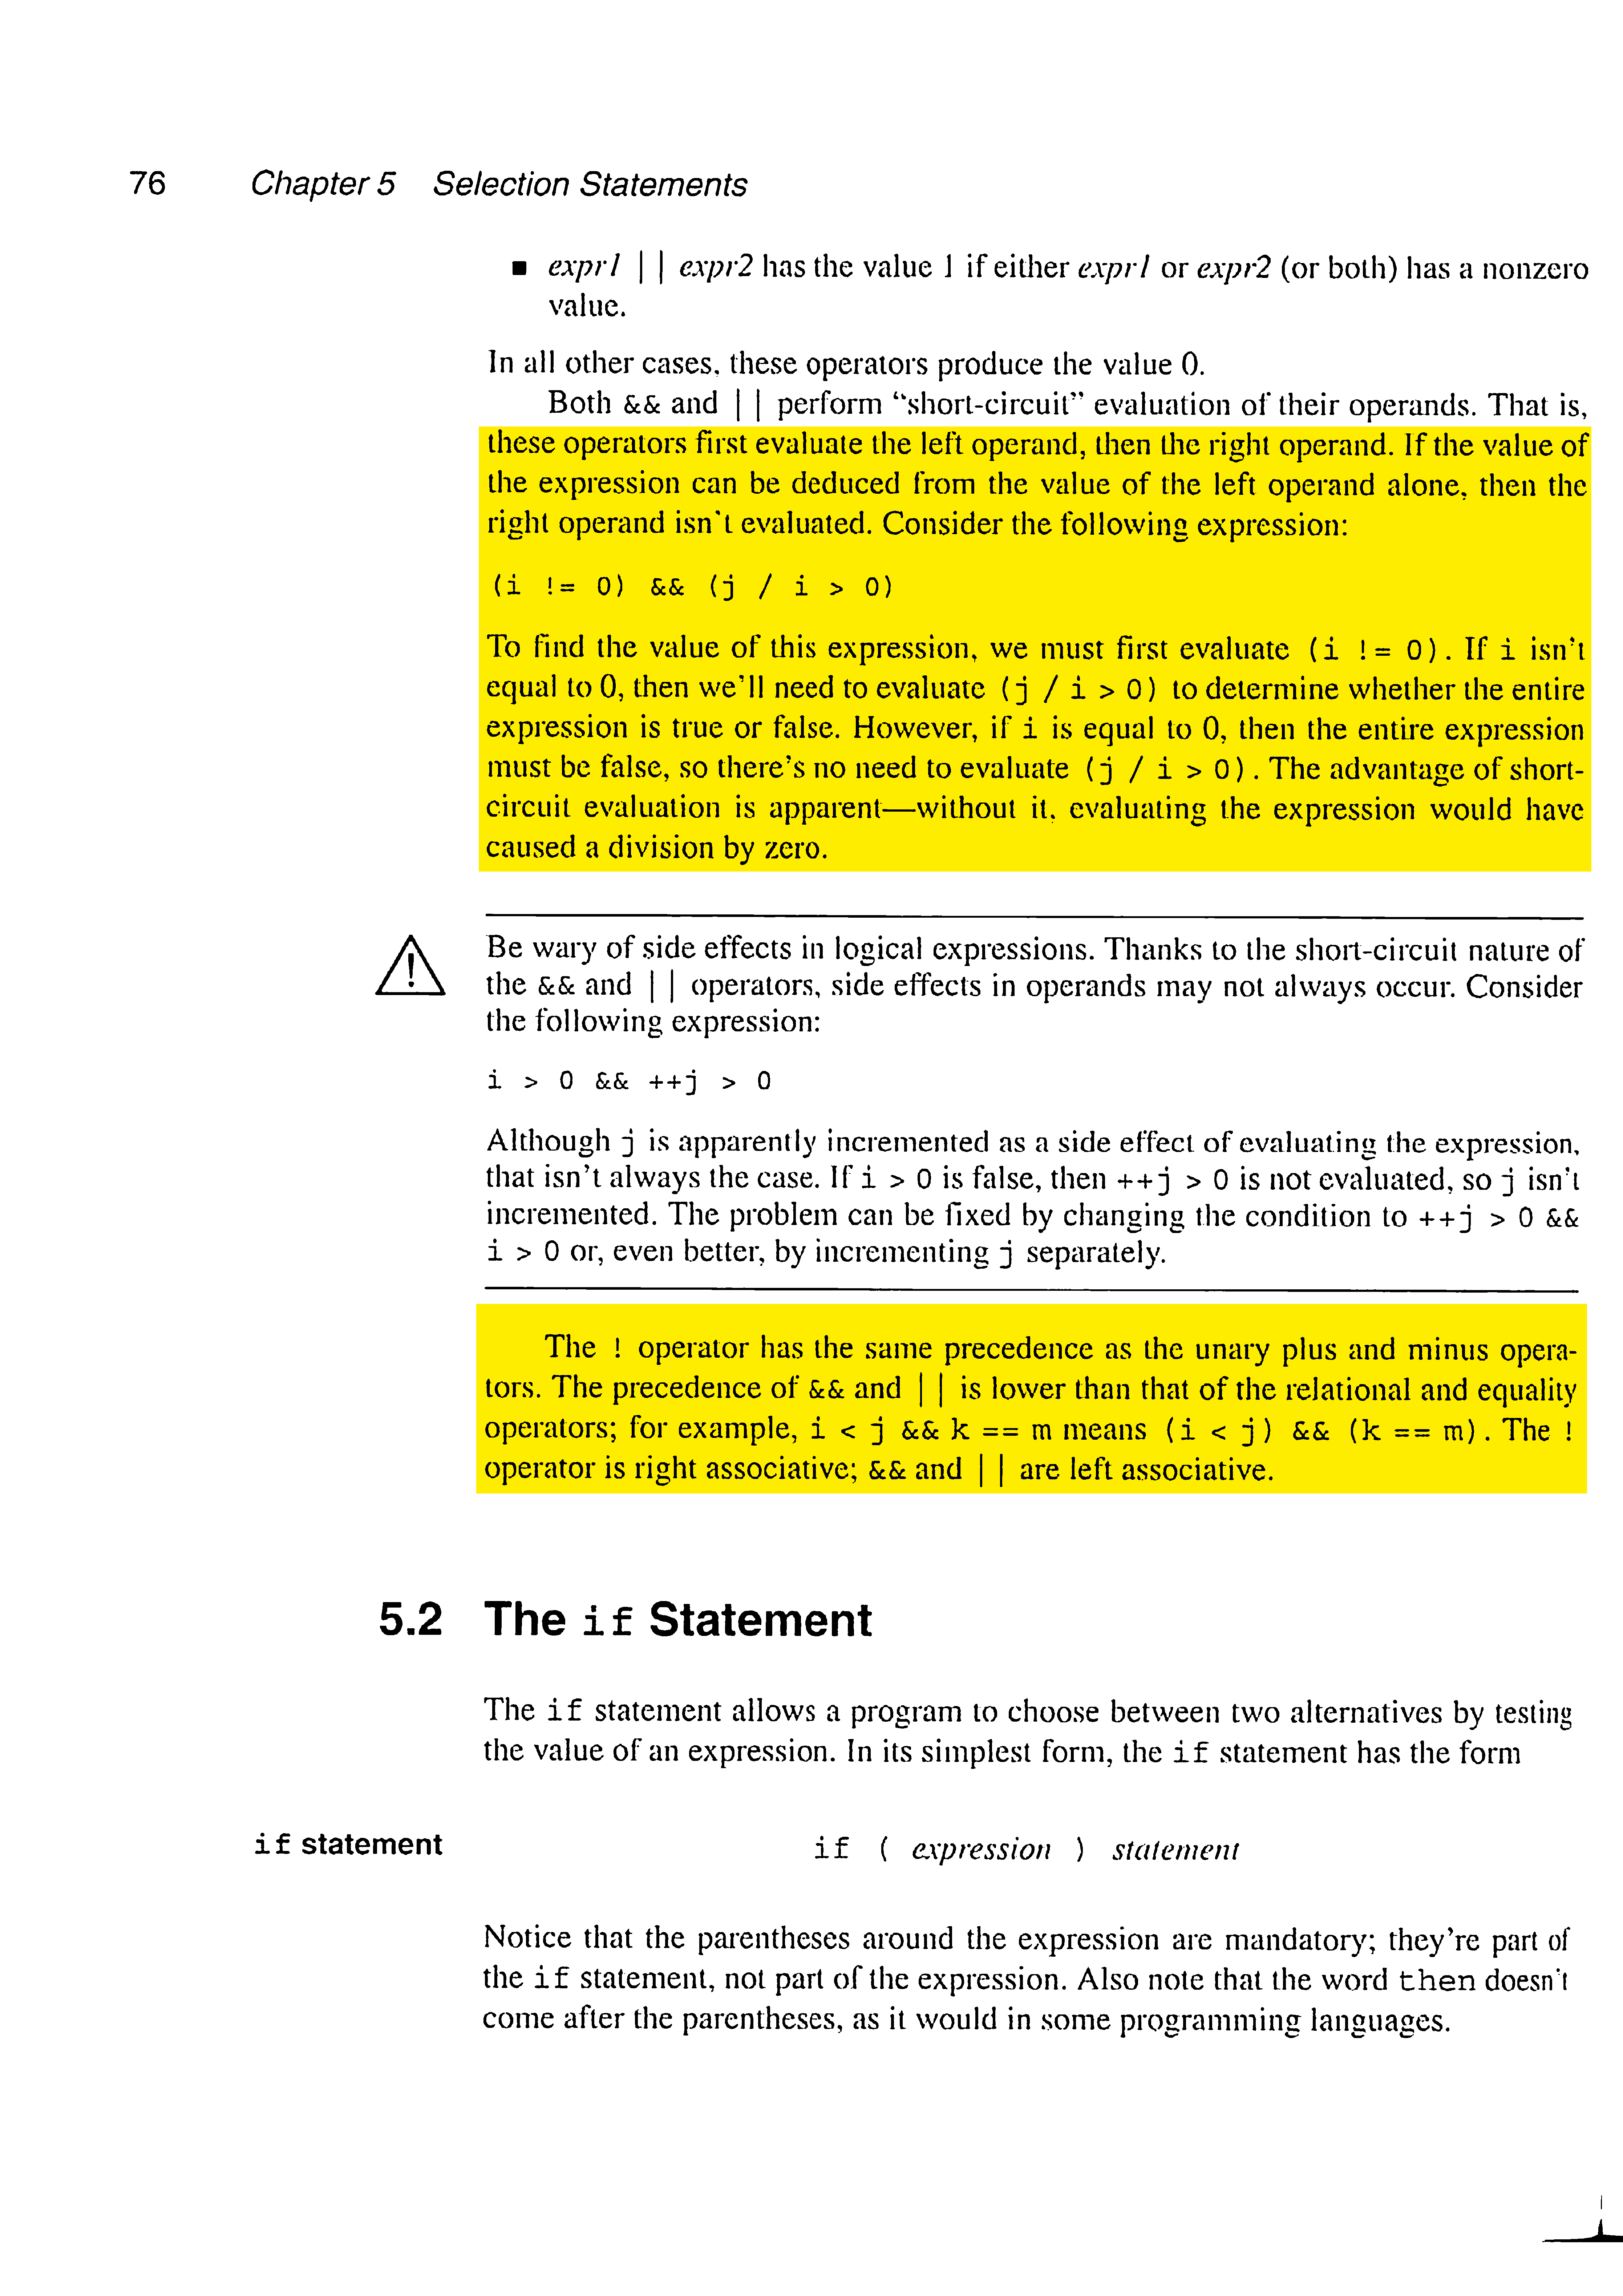 76 Chapter 5 Selection Statements
■ expr1 || expr2 has the value 1 if either expr1 or expr2 (or both) has a nonzero
value.
In all other cases, these operators produce the value 0.
Both && and || perform “short-circuit” evaluation of their operands. That is,
these operators first evaluate the left operand, then the right operand. If the value of
the expression can be deduced from the value of the left operand alone, then the
right operand isn't evaluated. Consider the following expression:
(i != 0) && (j / i > 0)
To find the value of this expression, we must first evaluate (i != 0). If i isn't
equal to 0, then we'll need to evaluate (j / i > 0) to determine whether the entire
expression is true or false. However, if i is equal to 0, then the entire expression
must be false, so there's no need to evaluate (j / i > 0). The advantage of short-
circuit evaluation is apparent—without it, evaluating the expression would have
caused a division by zero.
Be wary of side effects in logical expressions. Thanks to the short-circuit nature of
the && and || operators, side effects in operands may not always occur. Consider
the following expression:
i > 0 && ++j > 0
Although j is apparently incremented as a side effect of evaluating the expression,
that isn't always the case. If i > 0 is false, then ++j > 0 is not evaluated, so j isn't
incremented. The problem can be fixed by changing the condition to ++j > 0 &&
i > 0 or, even better, by incrementing j separately.
The ! operator has the same precedence as the unary plus and minus opera-
tors. The precedence of && and || is lower than that of the relational and equality
operators; for example, i < j && k == m means (i < j) && (k == m). The !
operator is right associative; && and || are left associative.
5.2 The if Statement
The if statement allows a program to choose between two alternatives by testing
the value of an expression. In its simplest form, the if statement has the form
if statement if ( expression ) statement
Notice that the parentheses around the expression are mandatory; they're part of
the if statement, not part of the expression. Also note that the word then doesn't
come after the parentheses, as it would in some programming languages.